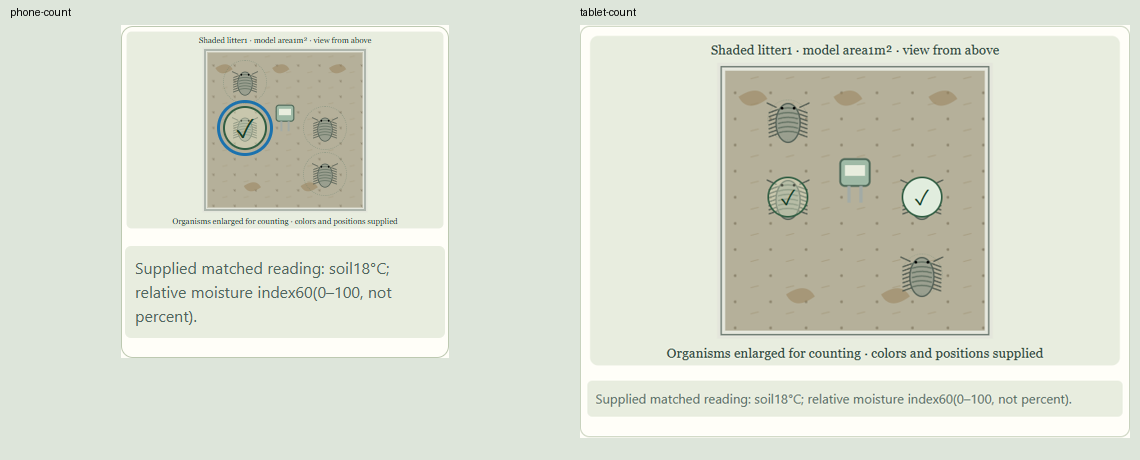 phone-count
Shaded litter1 · model area1m² · view from above
Organisms enlarged for counting · colors and positions supplied
Supplied matched reading: soil18°C;
relative moisture index60(0–100, not
percent).
tablet-count
Shaded litter1 · model area1m² · view from above
Organisms enlarged for counting · colors and positions supplied
Supplied matched reading: soil18°C; relative moisture index60(0–100, not percent).